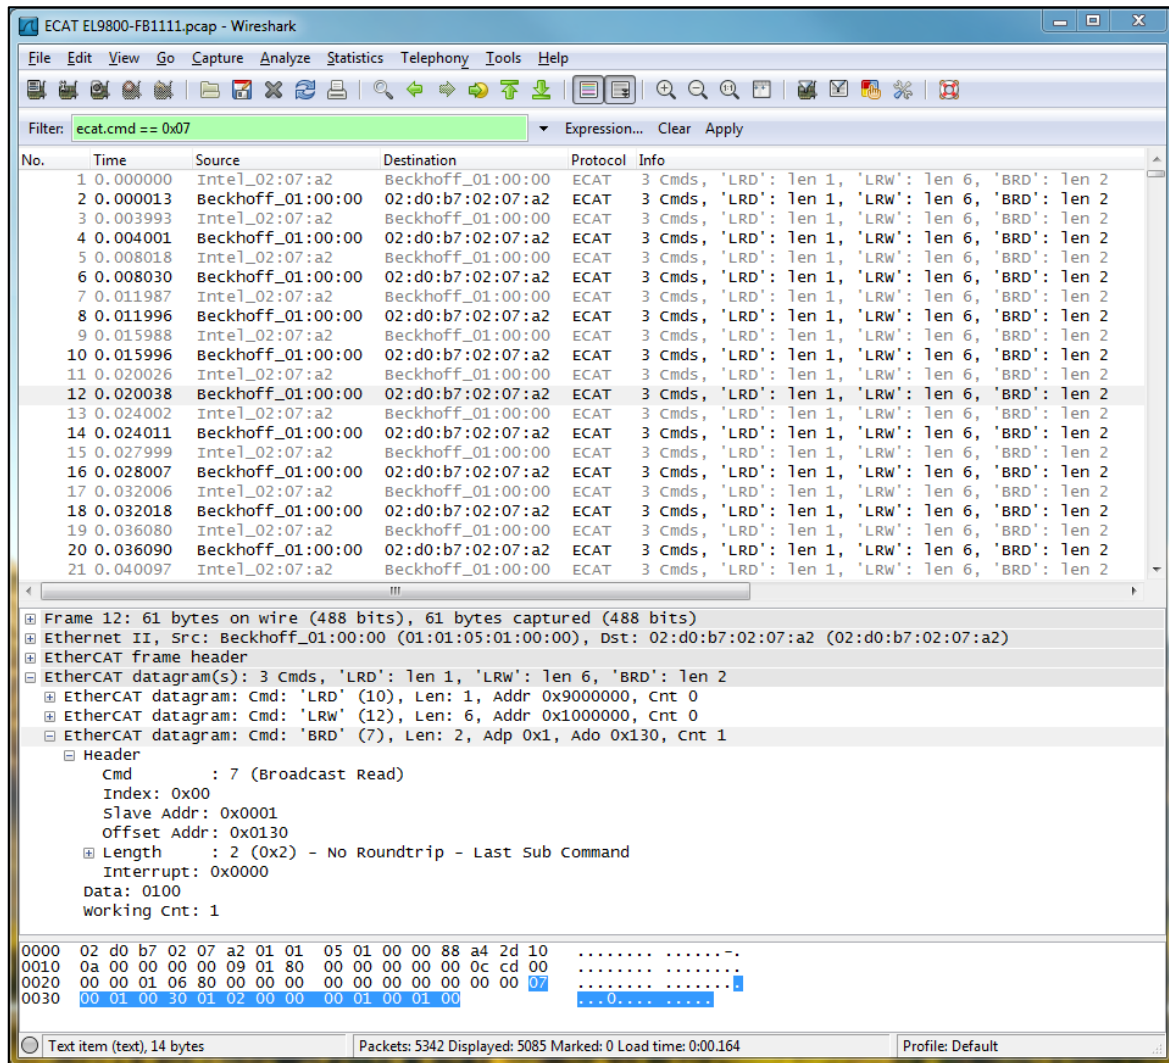 ECAT EL9800-FB1111.pcap - Wireshark
File Edit View Go Capture Analyze Statistics Telephony Tools Help
Filter: ecat.cmd == 0x07 Expression... Clear Apply
No. Time Source Destination Protocol Info
1 0.000000 Intel_02:07:a2 Beckhoff_01:00:00 ECAT 3 Cmds, 'LRD': len 1, 'LRW': len 6, 'BRD': len 2
2 0.000013 Beckhoff_01:00:00 02:d0:b7:02:07:a2 ECAT 3 Cmds, 'LRD': len 1, 'LRW': len 6, 'BRD': len 2
3 0.003993 Intel_02:07:a2 Beckhoff_01:00:00 ECAT 3 Cmds, 'LRD': len 1, 'LRW': len 6, 'BRD': len 2
4 0.004001 Beckhoff_01:00:00 02:d0:b7:02:07:a2 ECAT 3 Cmds, 'LRD': len 1, 'LRW': len 6, 'BRD': len 2
5 0.008018 Intel_02:07:a2 Beckhoff_01:00:00 ECAT 3 Cmds, 'LRD': len 1, 'LRW': len 6, 'BRD': len 2
6 0.008030 Beckhoff_01:00:00 02:d0:b7:02:07:a2 ECAT 3 Cmds, 'LRD': len 1, 'LRW': len 6, 'BRD': len 2
7 0.011987 Intel_02:07:a2 Beckhoff_01:00:00 ECAT 3 Cmds, 'LRD': len 1, 'LRW': len 6, 'BRD': len 2
8 0.011996 Beckhoff_01:00:00 02:d0:b7:02:07:a2 ECAT 3 Cmds, 'LRD': len 1, 'LRW': len 6, 'BRD': len 2
9 0.015988 Intel_02:07:a2 Beckhoff_01:00:00 ECAT 3 Cmds, 'LRD': len 1, 'LRW': len 6, 'BRD': len 2
10 0.015996 Beckhoff_01:00:00 02:d0:b7:02:07:a2 ECAT 3 Cmds, 'LRD': len 1, 'LRW': len 6, 'BRD': len 2
11 0.020026 Intel_02:07:a2 Beckhoff_01:00:00 ECAT 3 Cmds, 'LRD': len 1, 'LRW': len 6, 'BRD': len 2
12 0.020038 Beckhoff_01:00:00 02:d0:b7:02:07:a2 ECAT 3 Cmds, 'LRD': len 1, 'LRW': len 6, 'BRD': len 2
13 0.024002 Intel_02:07:a2 Beckhoff_01:00:00 ECAT 3 Cmds, 'LRD': len 1, 'LRW': len 6, 'BRD': len 2
14 0.024011 Beckhoff_01:00:00 02:d0:b7:02:07:a2 ECAT 3 Cmds, 'LRD': len 1, 'LRW': len 6, 'BRD': len 2
15 0.027999 Intel_02:07:a2 Beckhoff_01:00:00 ECAT 3 Cmds, 'LRD': len 1, 'LRW': len 6, 'BRD': len 2
16 0.028007 Beckhoff_01:00:00 02:d0:b7:02:07:a2 ECAT 3 Cmds, 'LRD': len 1, 'LRW': len 6, 'BRD': len 2
17 0.032006 Intel_02:07:a2 Beckhoff_01:00:00 ECAT 3 Cmds, 'LRD': len 1, 'LRW': len 6, 'BRD': len 2
18 0.032018 Beckhoff_01:00:00 02:d0:b7:02:07:a2 ECAT 3 Cmds, 'LRD': len 1, 'LRW': len 6, 'BRD': len 2
19 0.036080 Intel_02:07:a2 Beckhoff_01:00:00 ECAT 3 Cmds, 'LRD': len 1, 'LRW': len 6, 'BRD': len 2
20 0.036090 Beckhoff_01:00:00 02:d0:b7:02:07:a2 ECAT 3 Cmds, 'LRD': len 1, 'LRW': len 6, 'BRD': len 2
21 0.040097 Intel_02:07:a2 Beckhoff_01:00:00 ECAT 3 Cmds, 'LRD': len 1, 'LRW': len 6, 'BRD': len 2
Frame 12: 61 bytes on wire (488 bits), 61 bytes captured (488 bits)
Ethernet II, Src: Beckhoff_01:00:00 (01:01:05:01:00:00), Dst: 02:d0:b7:02:07:a2 (02:d0:b7:02:07:a2)
EtherCAT frame header
EtherCAT datagram(s): 3 Cmds, 'LRD': len 1, 'LRW': len 6, 'BRD': len 2
EtherCAT datagram: Cmd: 'LRD' (10), Len: 1, Addr 0x9000000, Cnt 0
EtherCAT datagram: Cmd: 'LRW' (12), Len: 6, Addr 0x1000000, Cnt 0
EtherCAT datagram: Cmd: 'BRD' (7), Len: 2, Adp 0x1, Ado 0x130, Cnt 1
Header
Cmd : 7 (Broadcast Read)
Index: 0x00
Slave Addr: 0x0001
Offset Addr: 0x0130
Length : 2 (0x2) - No Roundtrip - Last Sub Command
Interrupt: 0x0000
Data: 0100
Working Cnt: 1
0000 02 d0 b7 02 07 a2 01 01 05 01 00 00 88 a4 2d 10 ........ ......-.
0010 0a 00 00 00 00 09 01 80 00 00 00 00 00 0c cd 00 ........ ........
0020 00 00 01 06 80 00 00 00 00 00 00 00 00 00 00 07 ........ ........
0030 00 01 00 30 01 02 00 00 00 01 00 01 00 ...0.... .....
Text item (text), 14 bytes Packets: 5342 Displayed: 5085 Marked: 0 Load time: 0:00.164 Profile: Default